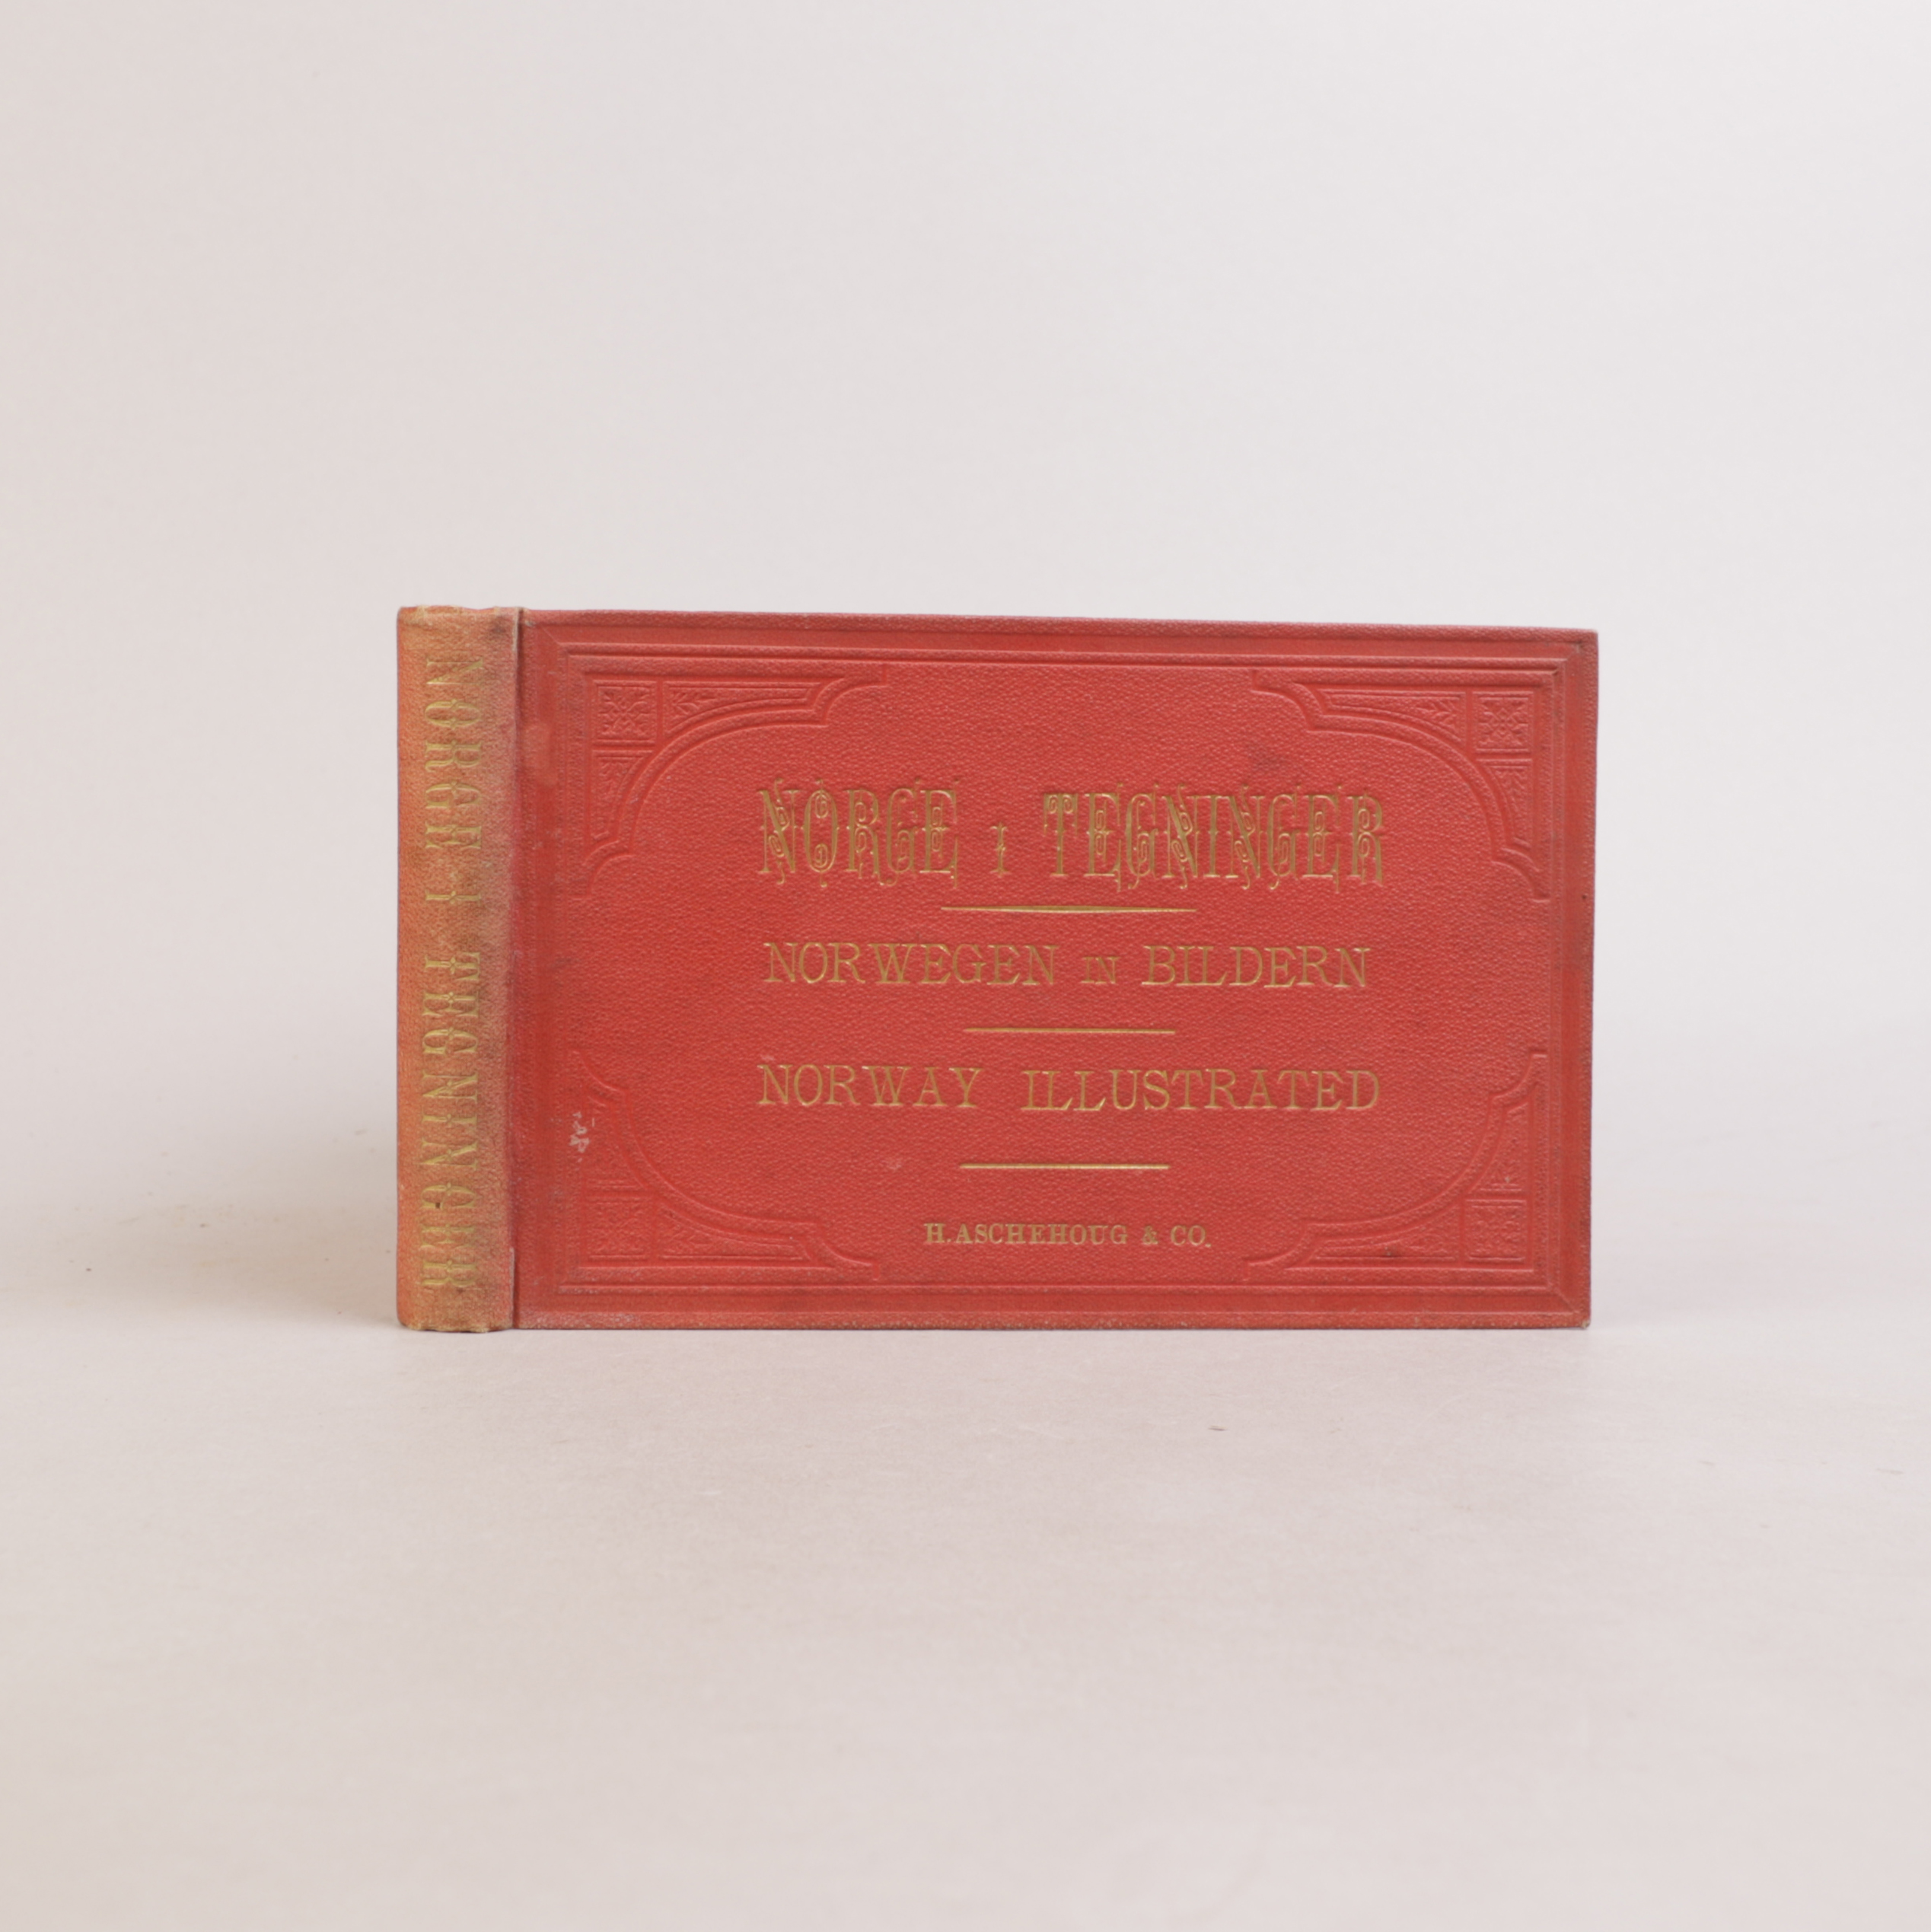 NORGE I TEGNINGER
NORGE I TEGNINGER
NORWEGEN IN BILDERN
NORWAY ILLUSTRATED
H. ASCHEHOUG & CO.